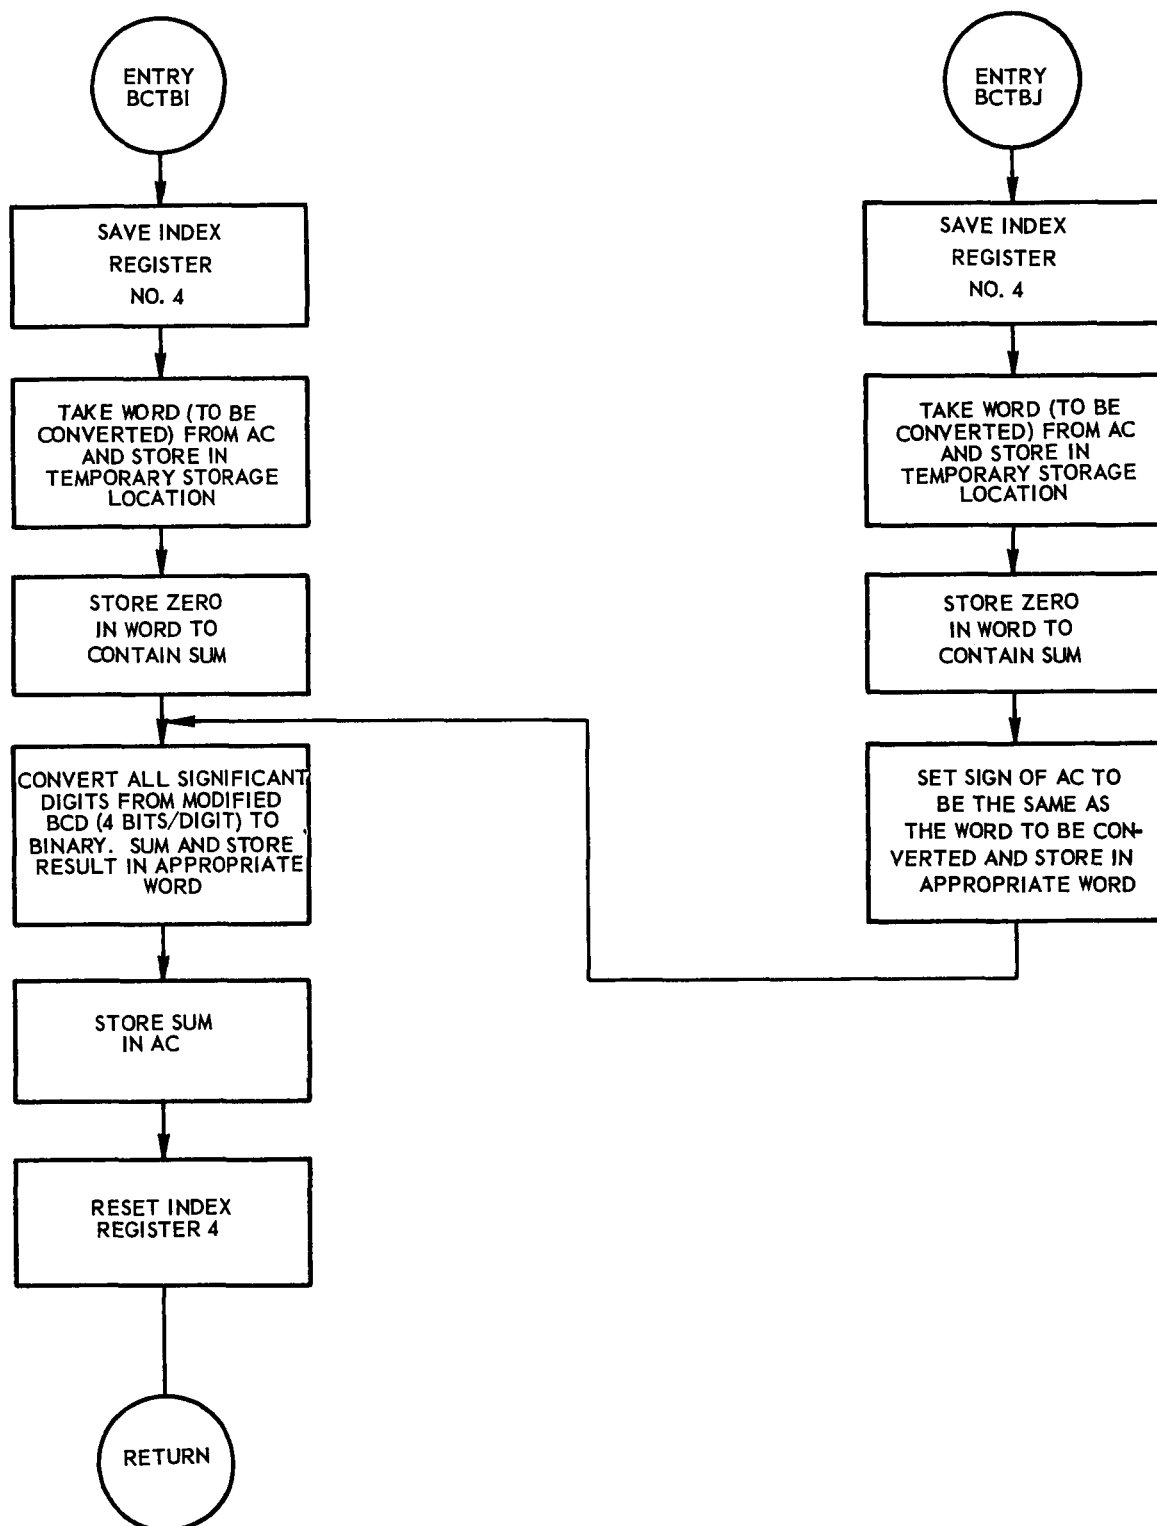 ENTRY
BCTBI
SAVE INDEX
REGISTER
NO. 4
TAKE WORD (TO BE
CONVERTED) FROM AC
AND STORE IN
TEMPORARY STORAGE
LOCATION
STORE ZERO
IN WORD TO
CONTAIN SUM
CONVERT ALL SIGNIFICANT
DIGITS FROM MODIFIED
BCD (4 BITS/DIGIT) TO
BINARY. SUM AND STORE
RESULT IN APPROPRIATE
WORD
STORE SUM
IN AC
RESET INDEX
REGISTER 4
RETURN
ENTRY
BCTBJ
SAVE INDEX
REGISTER
NO. 4
TAKE WORD (TO BE
CONVERTED) FROM AC
AND STORE IN
TEMPORARY STORAGE
LOCATION
STORE ZERO
IN WORD TO
CONTAIN SUM
SET SIGN OF AC TO
BE THE SAME AS
THE WORD TO BE CON-
VERTED AND STORE IN
APPROPRIATE WORD